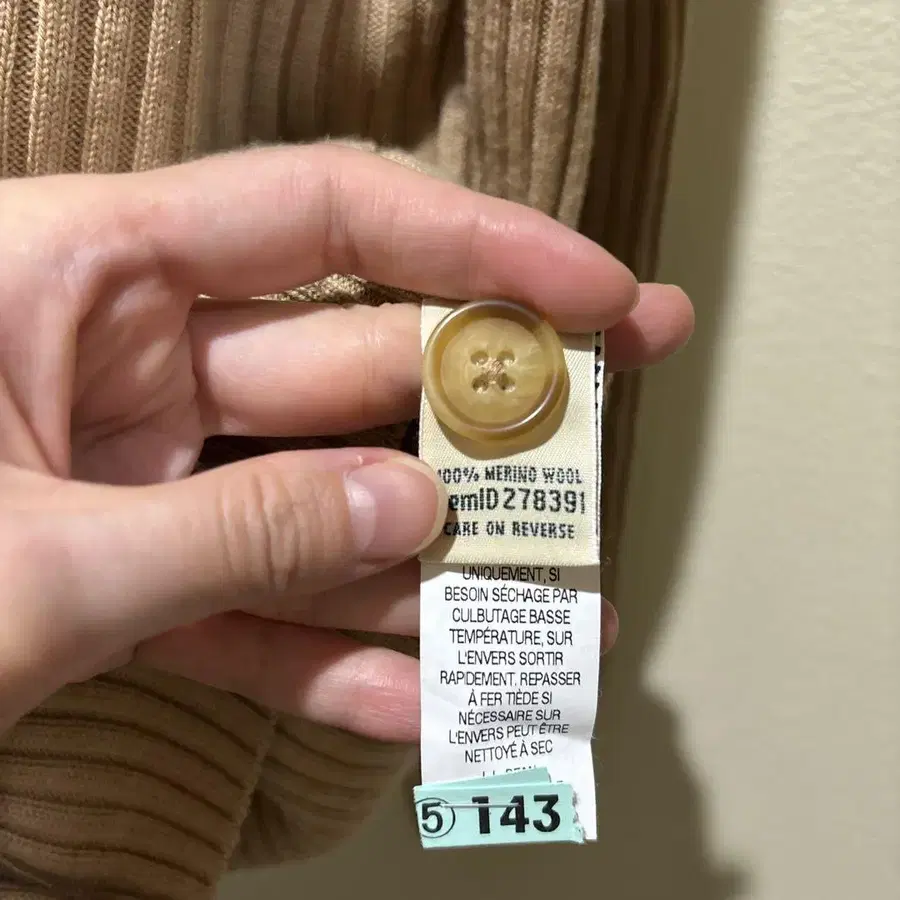 100% MERINO WOOL
emID 278391
CARE ON REVERSE
UNIQUEMENT, SI
BESOIN SÉCHAGE PAR
CULBUTAGE BASSE
TEMPÉRATURE, SUR
L'ENVERS SORTIR
RAPIDEMENT, REPASSER
À FER TIÈDE SI
NÉCESSAIRE SUR
L'ENVERS PEUT ÊTRE
NETTOYÉ À SEC
5 143